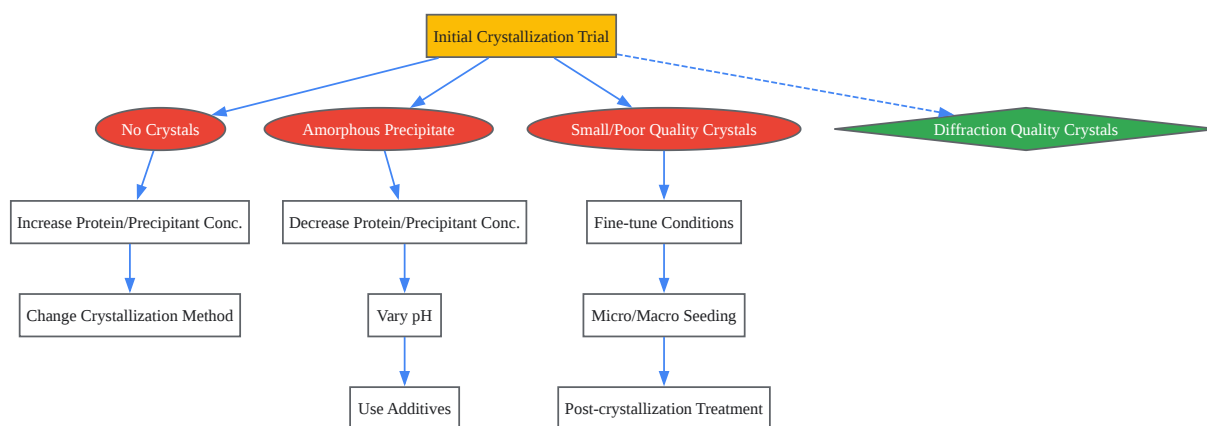 Initial Crystallization Trial
No Crystals
Amorphous Precipitate
Small/Poor Quality Crystals
Diffraction Quality Crystals
Increase Protein/Precipitant Conc.
Decrease Protein/Precipitant Conc.
Fine-tune Conditions
Change Crystallization Method
Vary pH
Micro/Macro Seeding
Use Additives
Post-crystallization Treatment